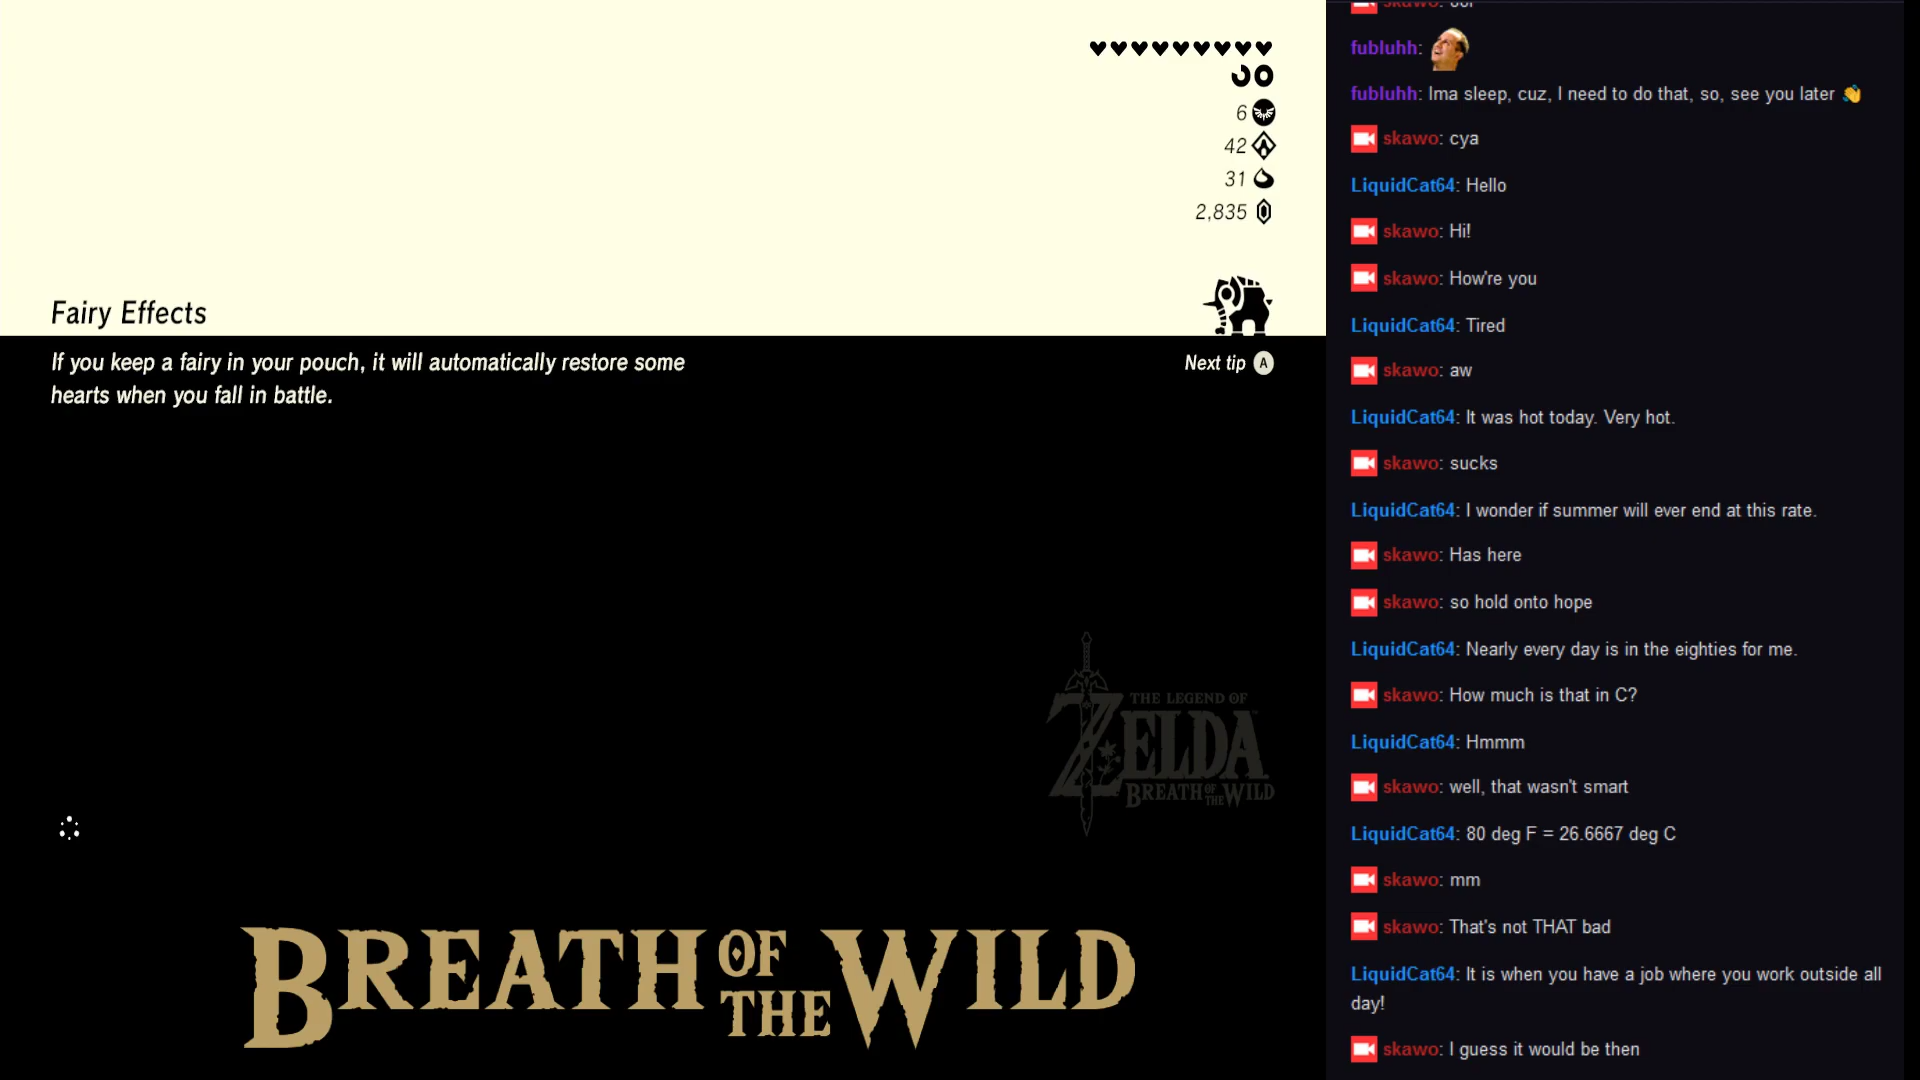 6
42
31
2,835
Fairy Effects
If you keep a fairy in your pouch, it will automatically restore some
hearts when you fall in battle.
Next tip A
THE LEGEND OF
ZELDA
BREATH OF THE WILD
BREATH OF THE WILD
skawo:
fubluhh:
fubluhh: Ima sleep, cuz, I need to do that, so, see you later 👋
skawo: cya
LiquidCat64: Hello
skawo: Hi!
skawo: How're you
LiquidCat64: Tired
skawo: aw
LiquidCat64: It was hot today. Very hot.
skawo: sucks
LiquidCat64: I wonder if summer will ever end at this rate.
skawo: Has here
skawo: so hold onto hope
LiquidCat64: Nearly every day is in the eighties for me.
skawo: How much is that in C?
LiquidCat64: Hmmm
skawo: well, that wasn't smart
LiquidCat64: 80 deg F = 26.6667 deg C
skawo: mm
skawo: That's not THAT bad
LiquidCat64: It is when you have a job where you work outside all
day!
skawo: I guess it would be then